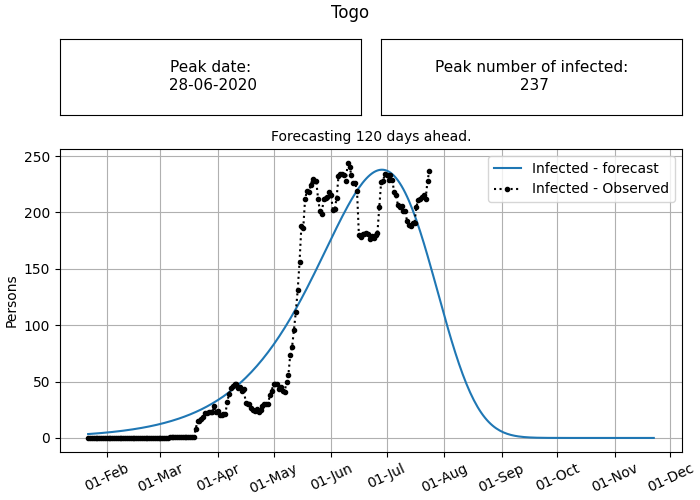 Togo
Peak date:
28-06-2020
Peak number of infected:
237
Forecasting 120 days ahead.
Infected - forecast
Infected - Observed
Persons
250
200
150
100
50
0
01-Feb
01-Mar
01-Apr
01-May
01-Jun
01-Jul
01-Aug
01-Sep
01-Oct
01-Nov
01-Dec